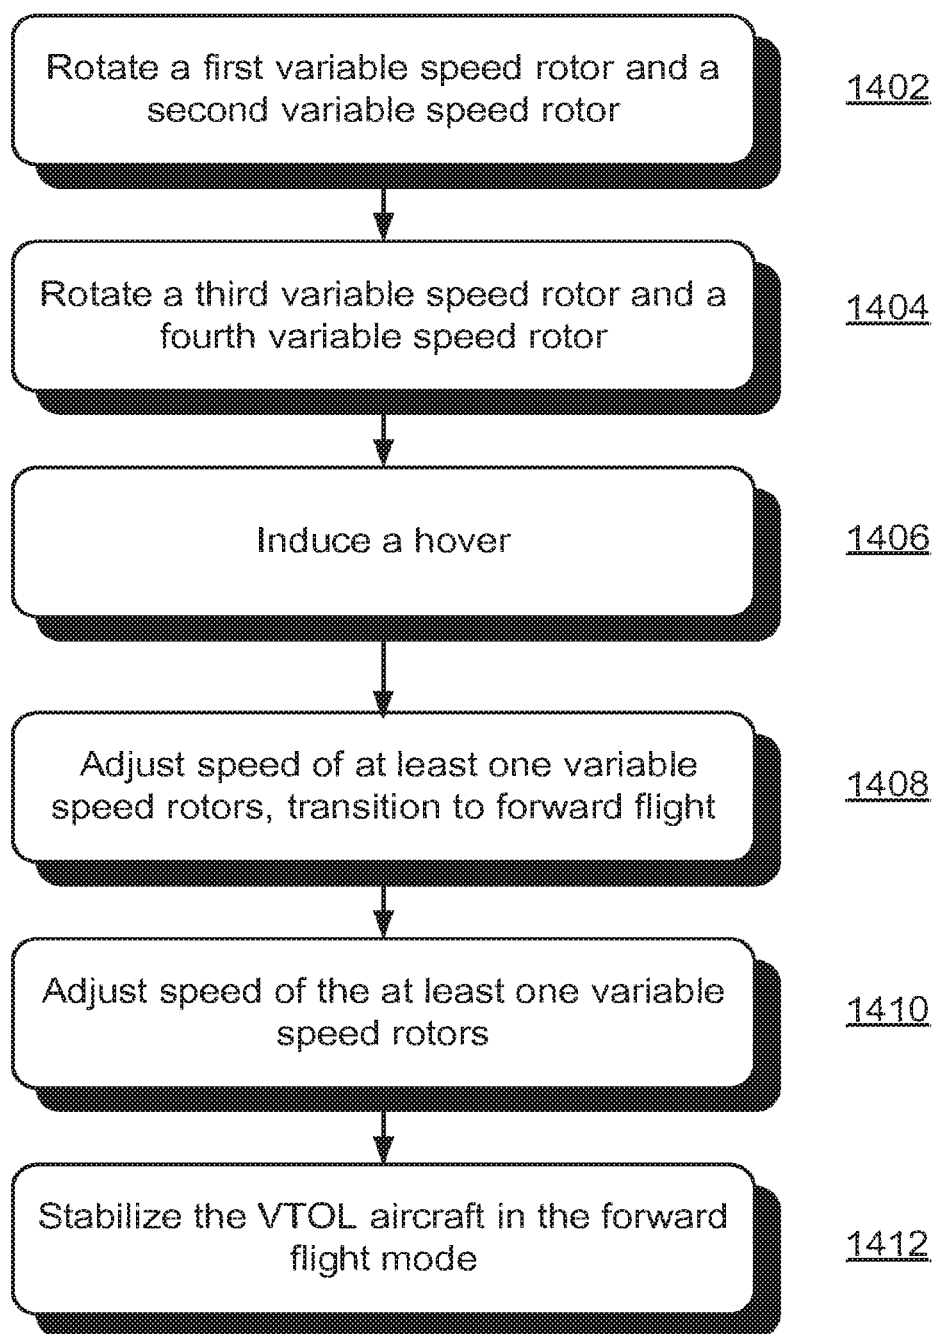 Rotate a first variable speed rotor and a
second variable speed rotor
1402
Rotate a third variable speed rotor and a
fourth variable speed rotor
1404
Induce a hover
1406
Adjust speed of at least one variable
speed rotors, transition to forward flight
1408
Adjust speed of the at least one variable
speed rotors
1410
Stabilize the VTOL aircraft in the forward
flight mode
1412